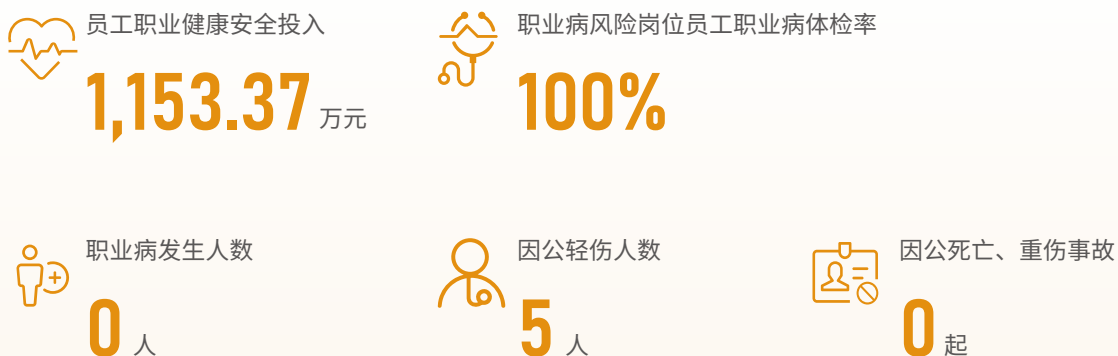 员工职业健康安全投入
1,153.37 万元
职业病风险岗位员工职业病体检率
100%
职业病发生人数
0 人
因公轻伤人数
5 人
因公死亡、重伤事故
0 起